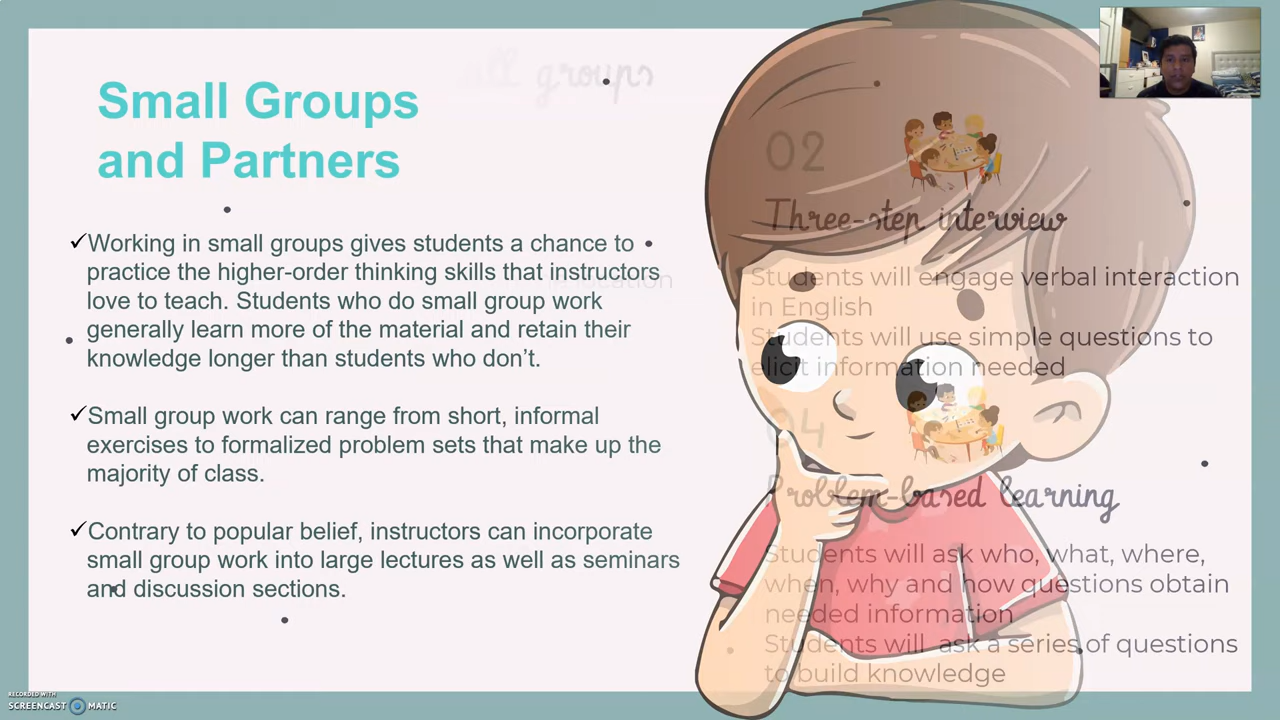 Small Groups
and Partners
✓Working in small groups gives students a chance to
practice the higher-order thinking skills that instructors
love to teach. Students who do small group work
generally learn more of the material and retain their
knowledge longer than students who don't.
✓Small group work can range from short, informal
exercises to formalized problem sets that make up the
majority of class.
✓Contrary to popular belief, instructors can incorporate
small group work into large lectures as well as seminars
and discussion sections.
groups
location
02
Three-step interview
Students will engage verbal interaction
in English
Students will use simple questions to
elicit information needed
04
Problem-based learning
Students will ask who, what, where,
when, why and how questions obtain
needed information
Students will ask a series of questions
to build knowledge
RECORDED WITH
SCREENCAST MATIC